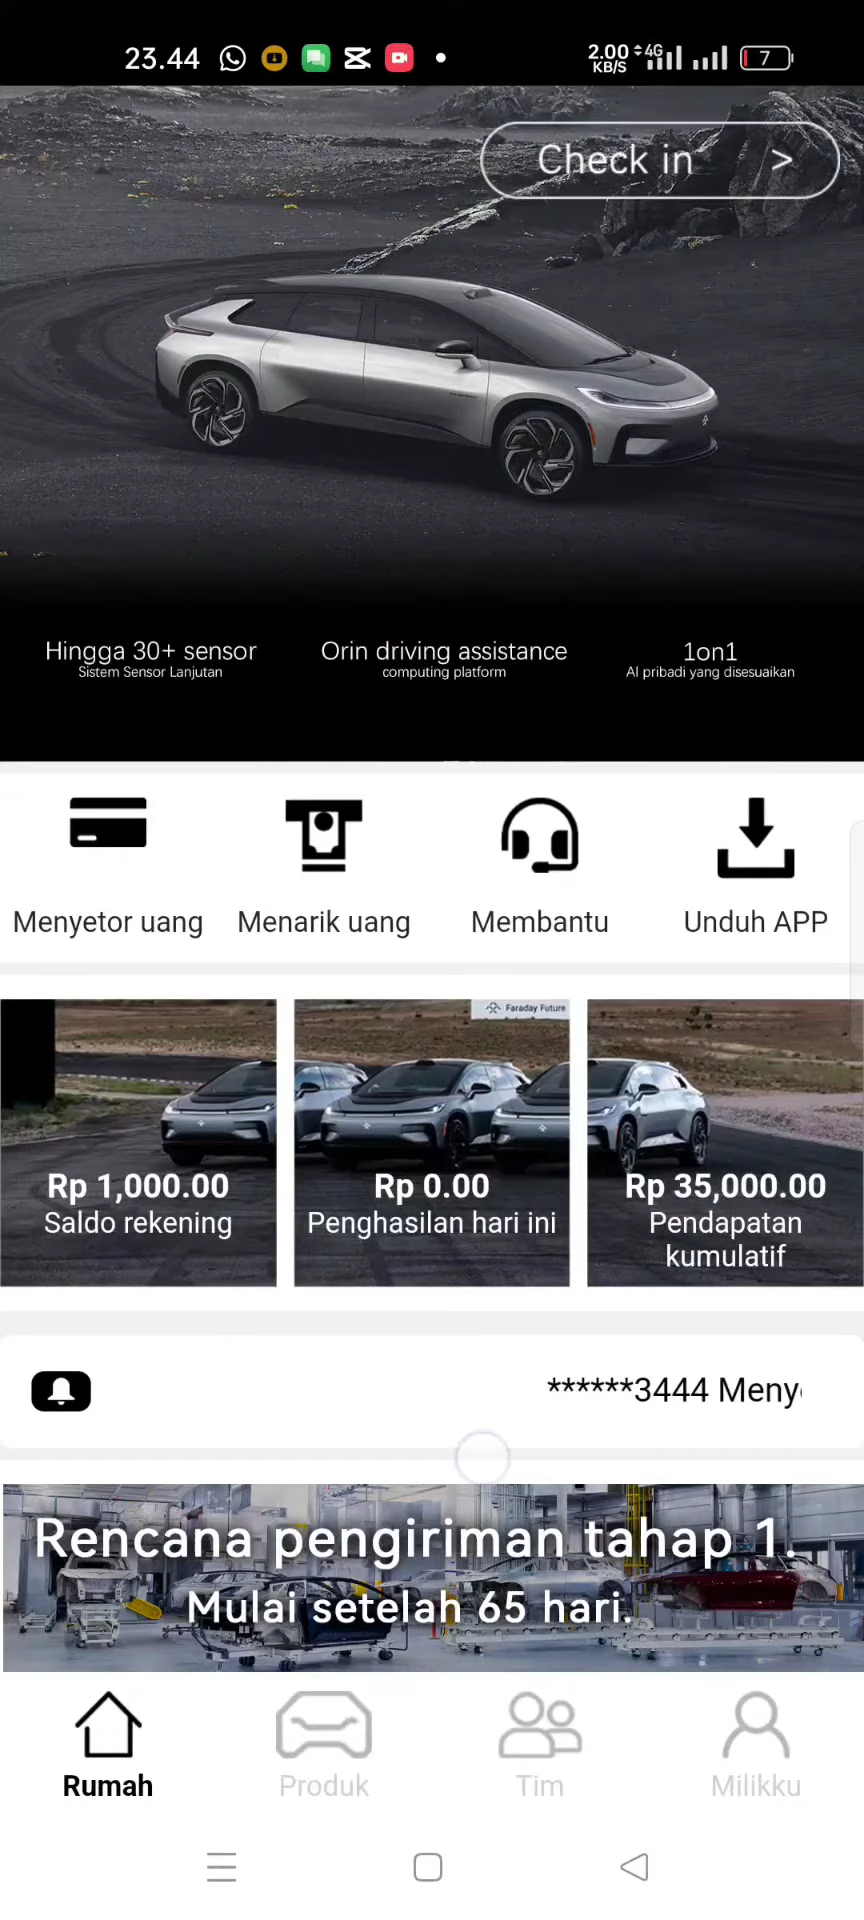 23.44
2.00
KB/S
4G
7
Check in >
Hingga 30+ sensor
Sistem Sensor Lanjutan
Orin driving assistance
computing platform
1on1
AI pribadi yang disesuaikan
Menyetor uang
Menarik uang
Membantu
Unduh APP
Faraday Future
Rp 1,000.00
Saldo rekening
Rp 0.00
Penghasilan hari ini
Rp 35,000.00
Pendapatan
kumulatif
******3444 Meny
Rencana pengiriman tahap 1.
Mulai setelah 65 hari.
Rumah
Produk
Tim
Milikku